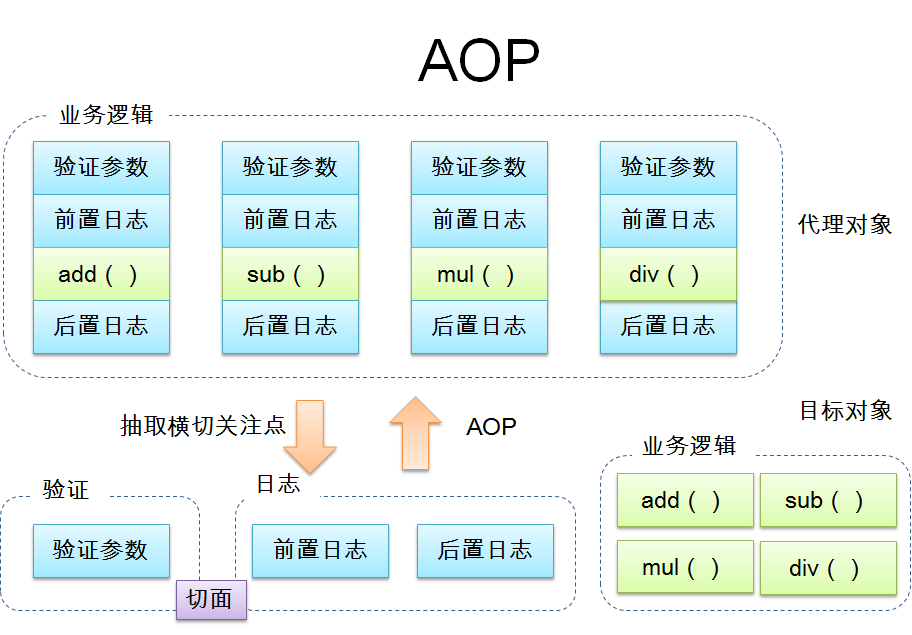 AOP
业务逻辑
验证参数
验证参数
验证参数
验证参数
前置日志
前置日志
前置日志
前置日志
代理对象
add（ ）
sub（ ）
mul（ ）
div（ ）
后置日志
后置日志
后置日志
后置日志
抽取横切关注点
AOP
目标对象
业务逻辑
验证
日志
add（ ）
sub（ ）
验证参数
前置日志
后置日志
mul（ ）
div（ ）
切面